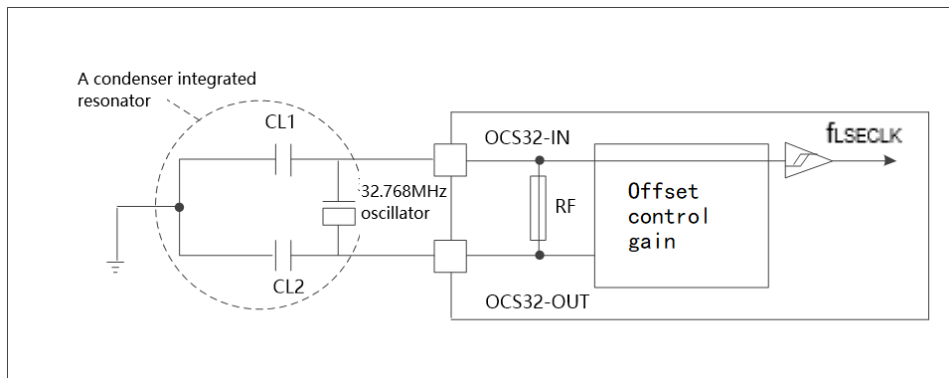 A condenser integrated
resonator
CL1
OCS32-IN
fLSECLK
32.768MHz
oscillator
RF
Offset
control
gain
CL2
OCS32-OUT